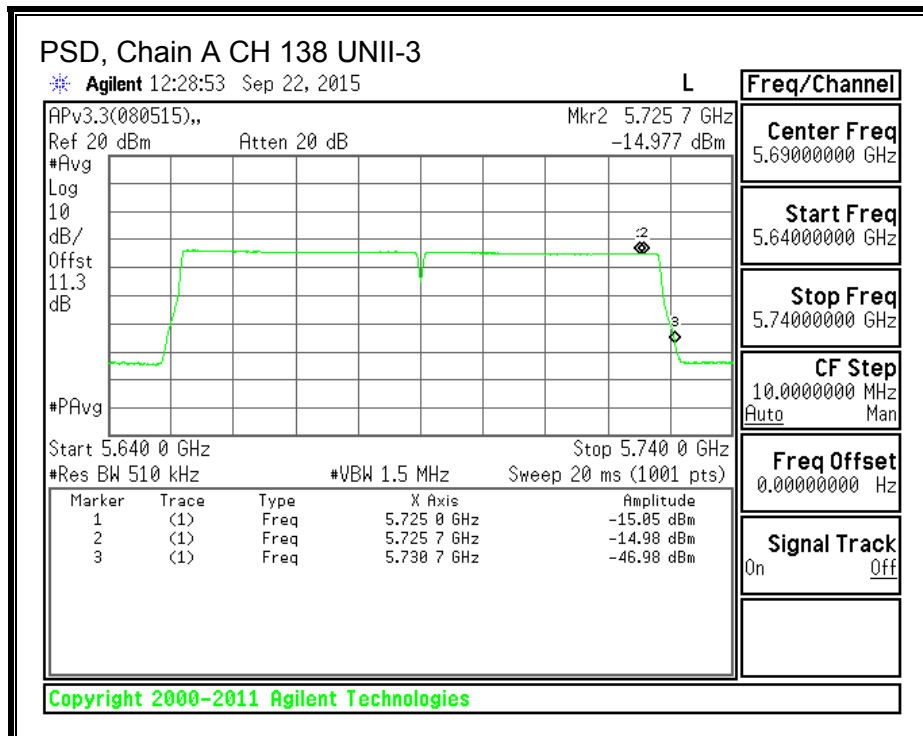 PSD, Chain A CH 138 UNII-3
Agilent 12:28:53 Sep 22, 2015 L
APv3.3(080515),, Mkr2 5.725 7 GHz
Ref 20 dBm Atten 20 dB -14.977 dBm
#Avg
Log
10
dB/
Offst
11.3
dB
#PAvg
:2
3
Start 5.640 0 GHz Stop 5.740 0 GHz
#Res BW 510 kHz #VBW 1.5 MHz Sweep 20 ms (1001 pts)
Marker Trace Type X Axis Amplitude
1 (1) Freq 5.725 0 GHz -15.05 dBm
2 (1) Freq 5.725 7 GHz -14.98 dBm
3 (1) Freq 5.730 7 GHz -46.98 dBm
Freq/Channel
Center Freq
5.69000000 GHz
Start Freq
5.64000000 GHz
Stop Freq
5.74000000 GHz
CF Step
10.0000000 MHz
Auto Man
Freq Offset
0.00000000 Hz
Signal Track
On Off
Copyright 2000-2011 Agilent Technologies